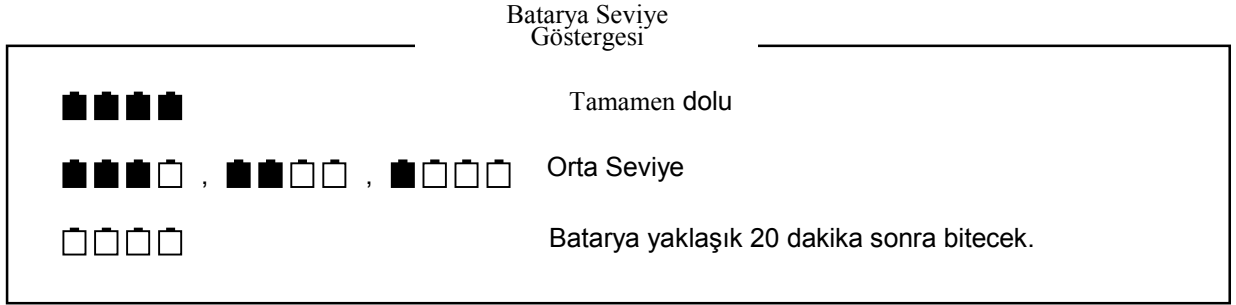 Batarya Seviye
Göstergesi
Tamamen dolu
, , Orta Seviye
Batarya yaklaşık 20 dakika sonra bitecek.